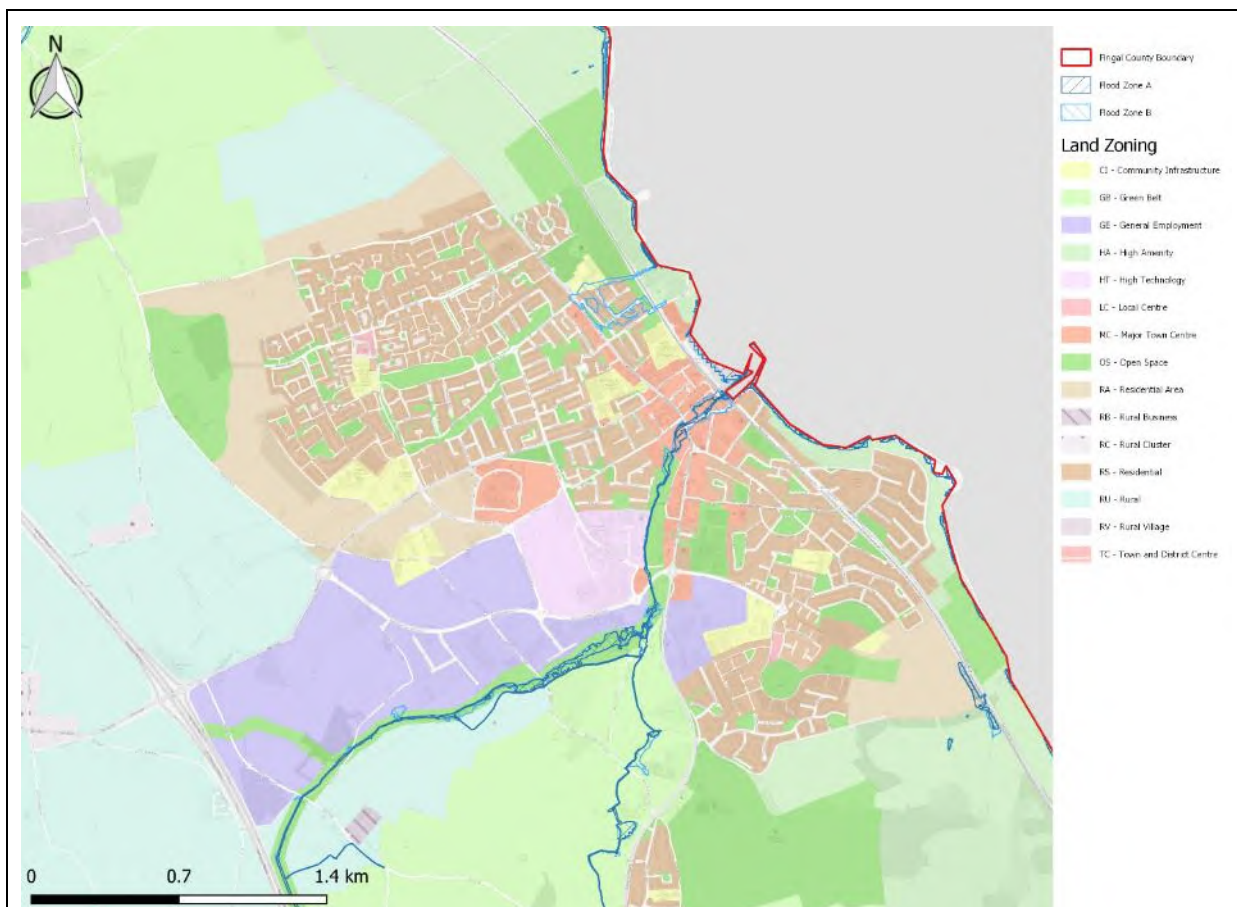 N
Fingal County Boundary
Flood Zone A
Flood Zone B
Land Zoning
CI - Community Infrastructure
GB - Green Belt
GE - General Employment
HA - High Amenity
HT - High Technology
LC - Local Centre
MC - Major Town Centre
OS - Open Space
RA - Residential Area
RB - Rural Business
RC - Rural Cluster
RS - Residential
RU - Rural
RV - Rural Village
TC - Town and District Centre
0 0.7 1.4 km